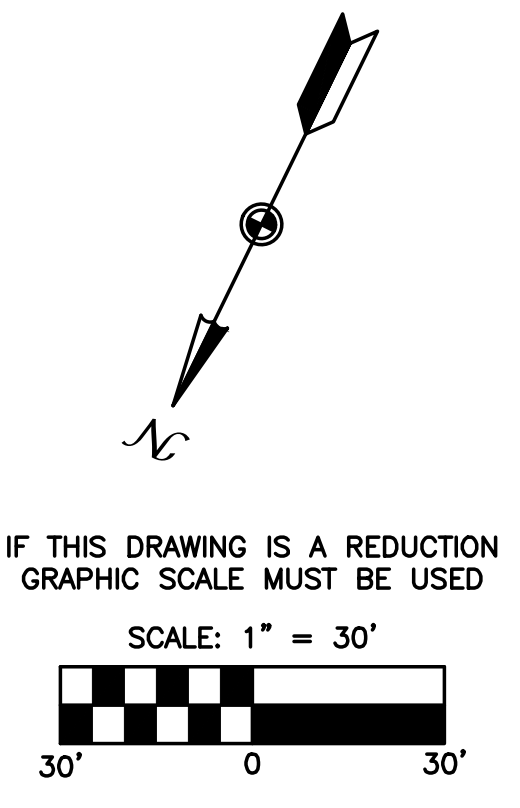 N
IF THIS DRAWING IS A REDUCTION
GRAPHIC SCALE MUST BE USED
SCALE: 1" = 30'
30' 0 30'